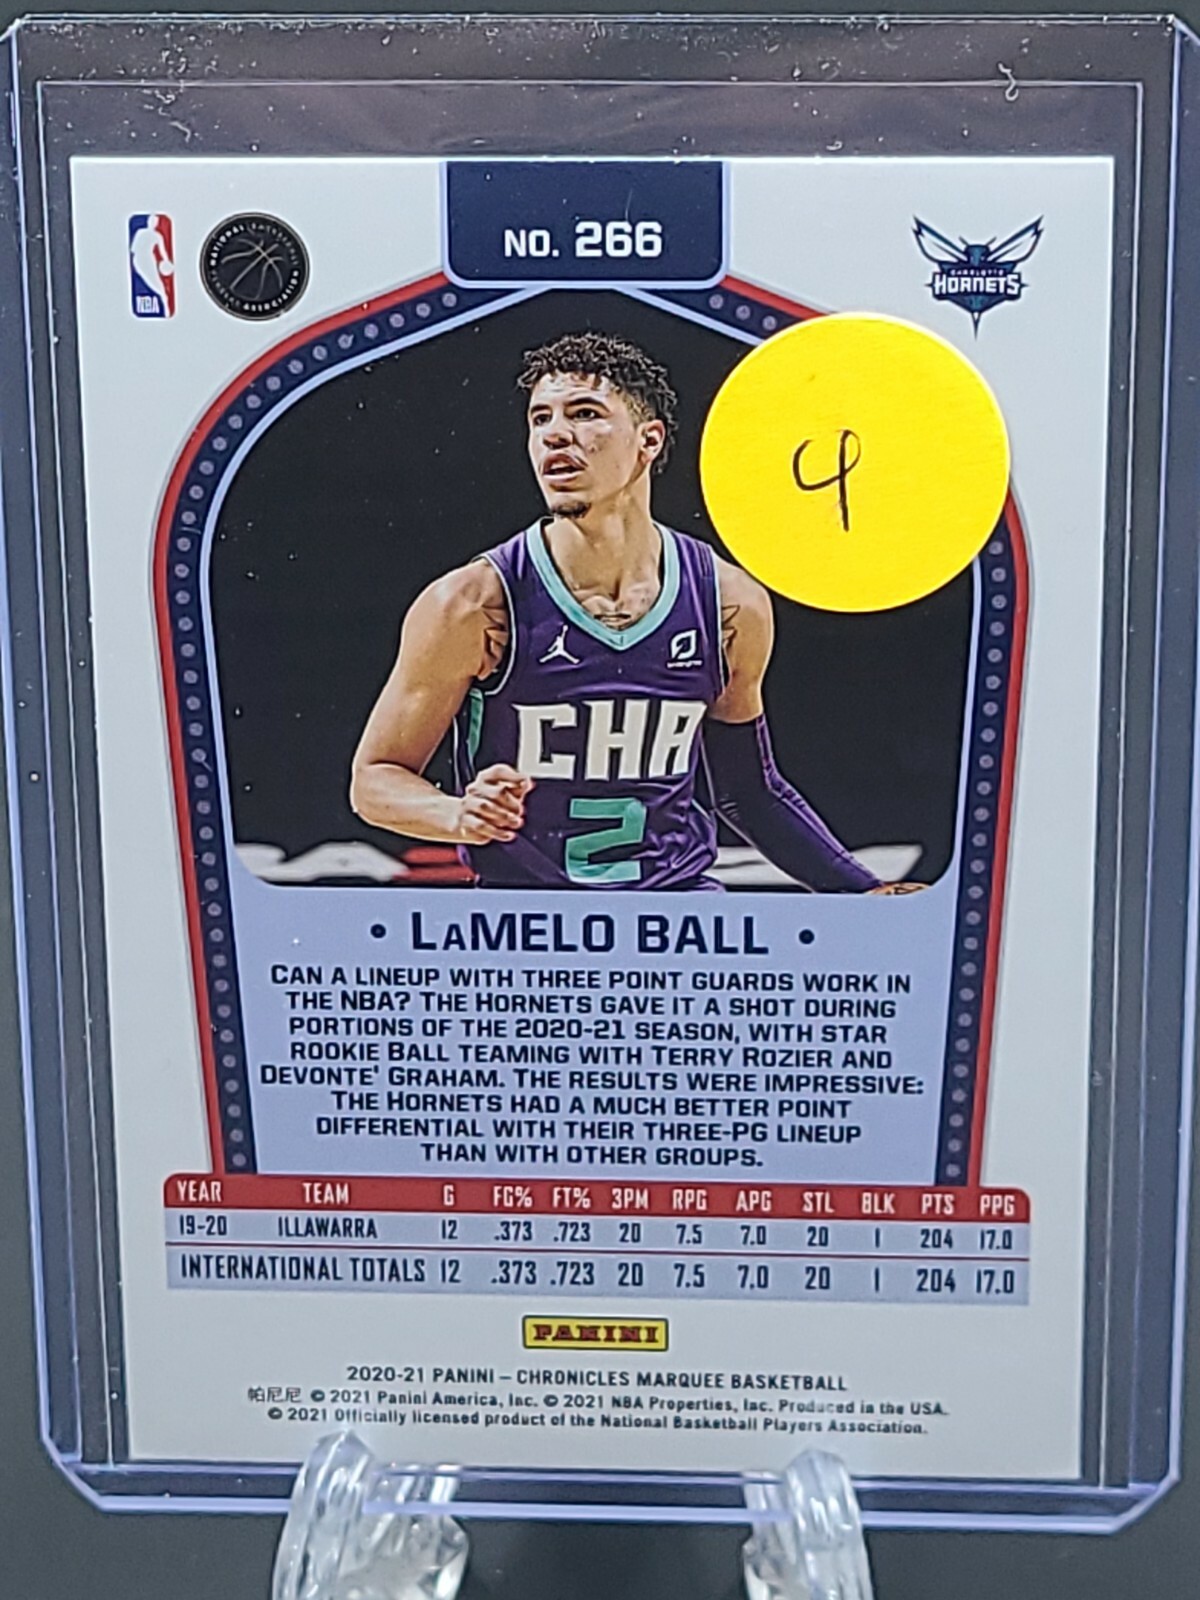 NO. 266
NBA
CHARLOTTE
HORNETS
4
CHA
2
• LaMELO BALL •
CAN A LINEUP WITH THREE POINT GUARDS WORK IN
THE NBA? THE HORNETS GAVE IT A SHOT DURING
PORTIONS OF THE 2020-21 SEASON, WITH STAR
ROOKIE BALL TEAMING WITH TERRY ROZIER AND
DEVONTE' GRAHAM. THE RESULTS WERE IMPRESSIVE:
THE HORNETS HAD A MUCH BETTER POINT
DIFFERENTIAL WITH THEIR THREE-PG LINEUP
THAN WITH OTHER GROUPS.
YEAR TEAM G FG% FT% 3PM RPG APG STL BLK PTS PPG
19-20 ILLAWARRA 12 .373 .723 20 7.5 7.0 20 1 204 17.0
INTERNATIONAL TOTALS 12 .373 .723 20 7.5 7.0 20 1 204 17.0
PANINI
2020-21 PANINI – CHRONICLES MARQUEE BASKETBALL
帕尼尼 © 2021 Panini America, Inc. © 2021 NBA Properties, Inc. Produced in the USA.
© 2021 Officially licensed product of the National Basketball Players Association.